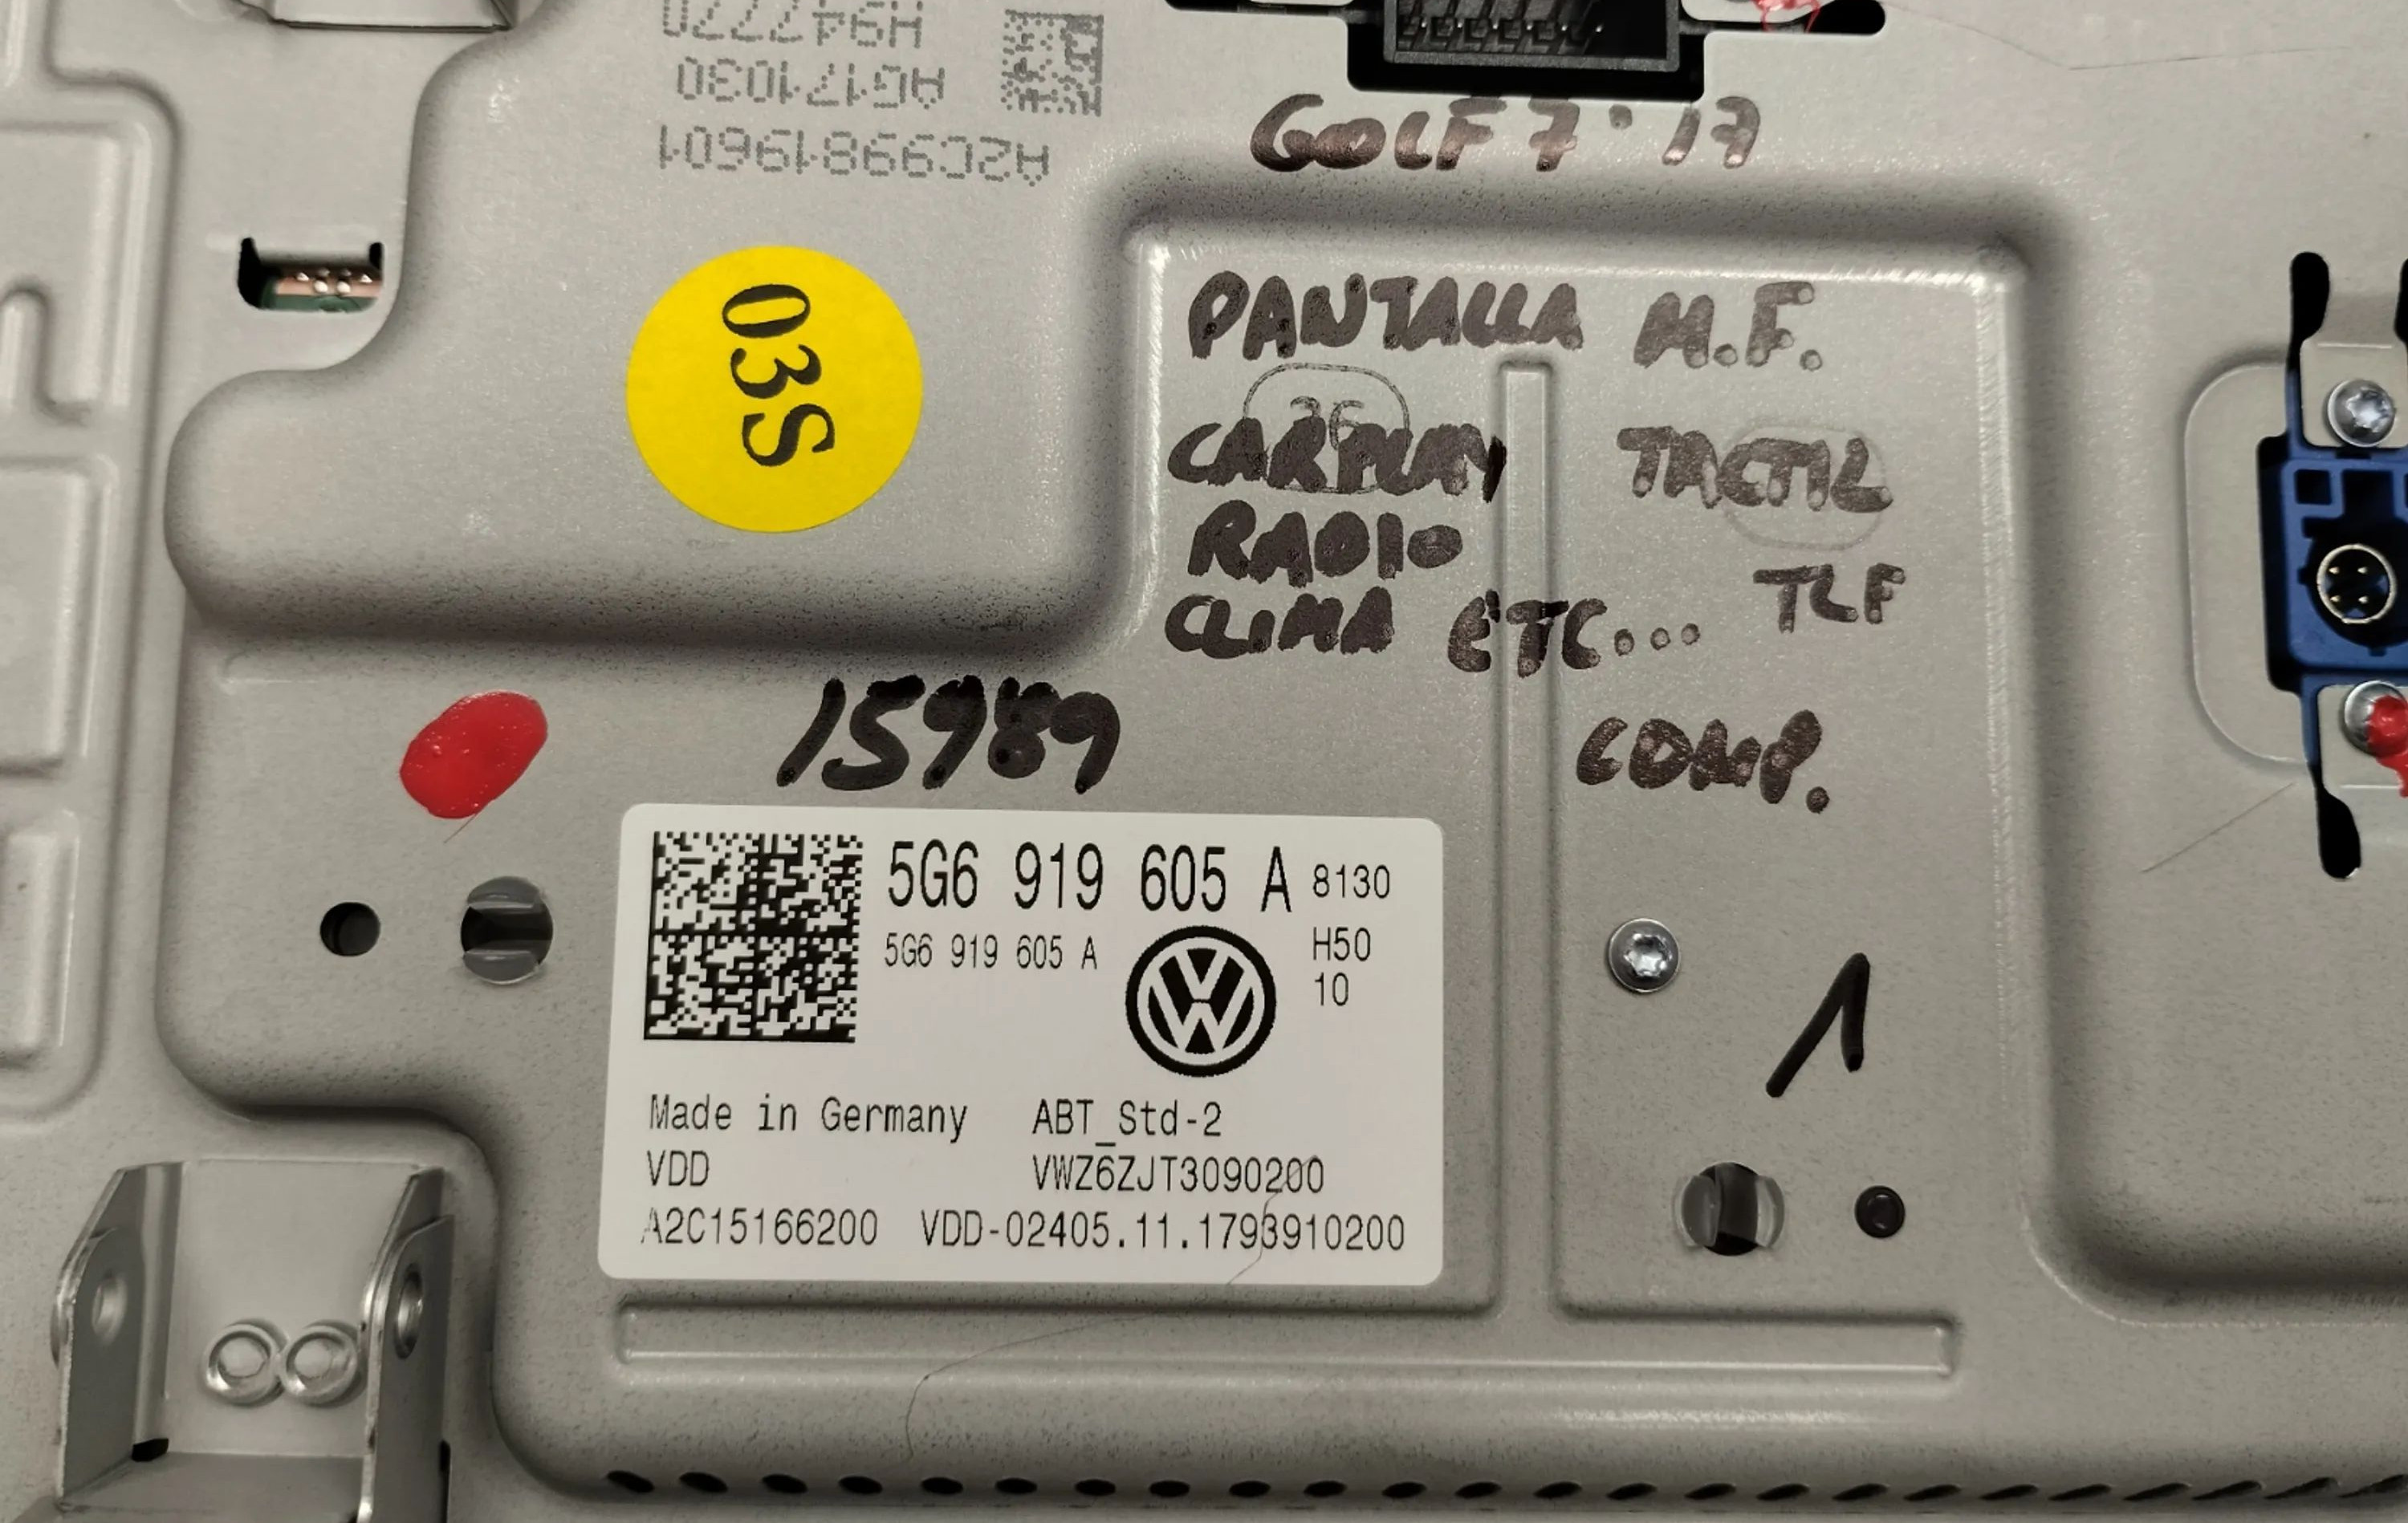 H9477770
AG171030
A2C99819601
GOLF 7 '17
03S
PANTALLA M.F.
CARPLAY TACTIL
RADIO
CLIMA ETC... TLF
15989
COMP.
5G6 919 605 A 8130
5G6 919 605 A H50
10
1
Made in Germany ABT_Std-2
VDD VWZ6ZJT3090200
A2C15166200 VDD-02405.11.1793910200